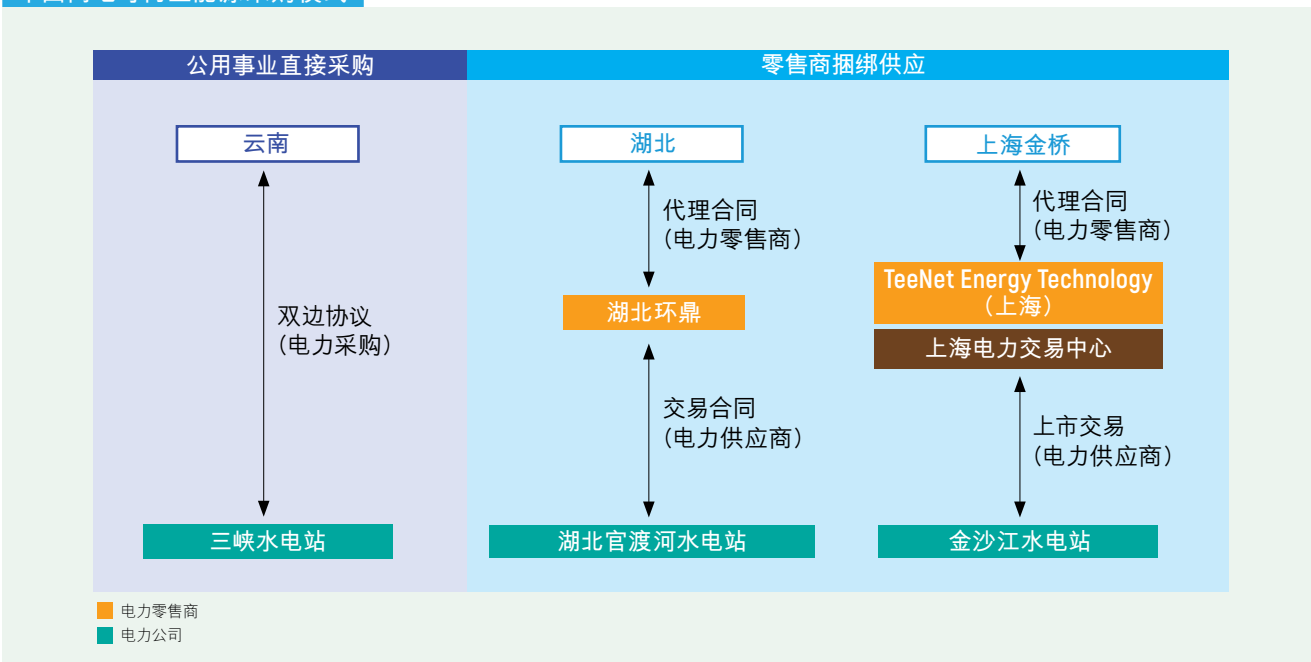 公用事业直接采购
零售商捆绑供应
云南
湖北
上海金桥
双边协议
(电力采购)
代理合同
(电力零售商)
代理合同
(电力零售商)
湖北环鼎
TeeNet Energy Technology
(上海)
上海电力交易中心
交易合同
(电力供应商)
上市交易
(电力供应商)
三峡水电站
湖北官渡河水电站
金沙江水电站
电力零售商
电力公司